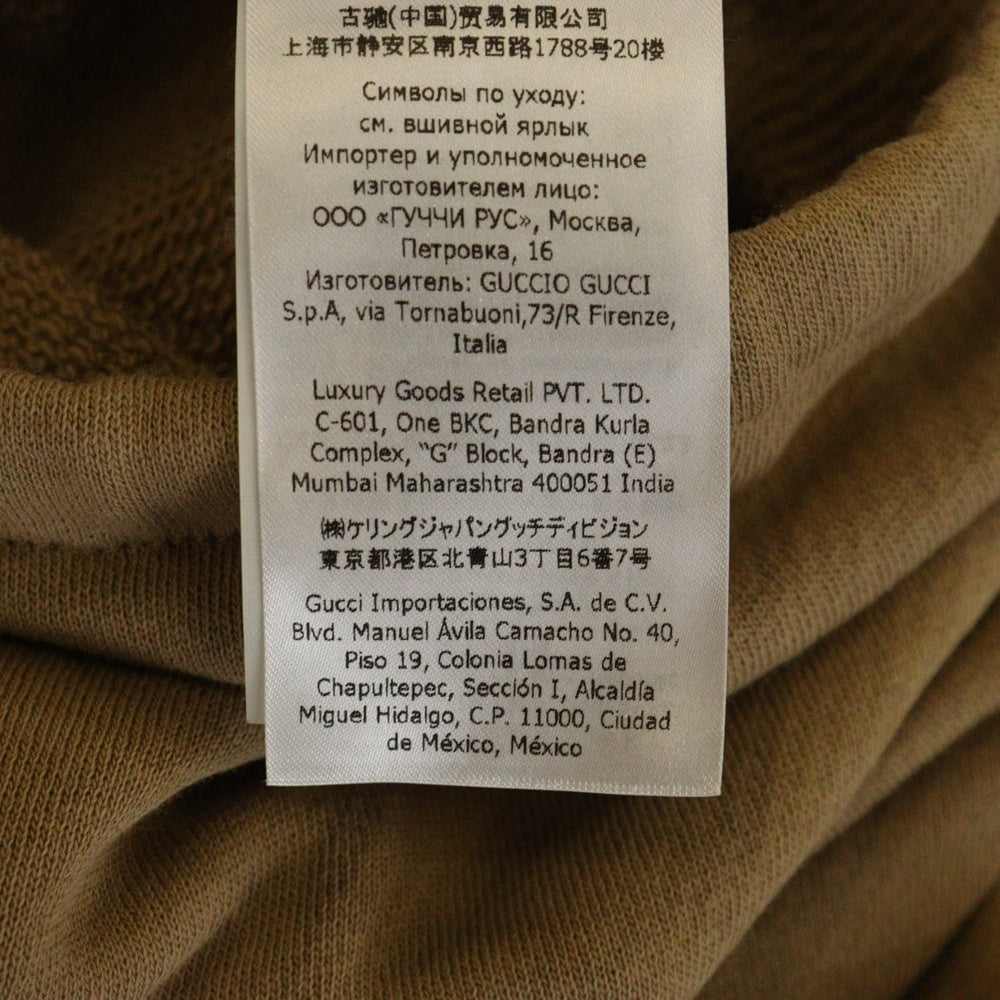 古驰(中国)贸易有限公司
上海市静安区南京西路1788号20楼
Символы по уходу:
см. вшивной ярлык
Импортер и уполномоченное
изготовителем лицо:
ООО «ГУЧЧИ РУС», Москва,
Петровка, 16
Изготовитель: GUCCIO GUCCI
S.p.A, via Tornabuoni,73/R Firenze,
Italia
Luxury Goods Retail PVT. LTD.
C-601, One BKC, Bandra Kurla
Complex, “G” Block, Bandra (E)
Mumbai Maharashtra 400051 India
㈱ケリングジャパングッチディビジョン
東京都港区北青山3丁目6番7号
Gucci Importaciones, S.A. de C.V.
Blvd. Manuel Ávila Camacho No. 40,
Piso 19, Colonia Lomas de
Chapultepec, Sección I, Alcaldía
Miguel Hidalgo, C.P. 11000, Ciudad
de México, México